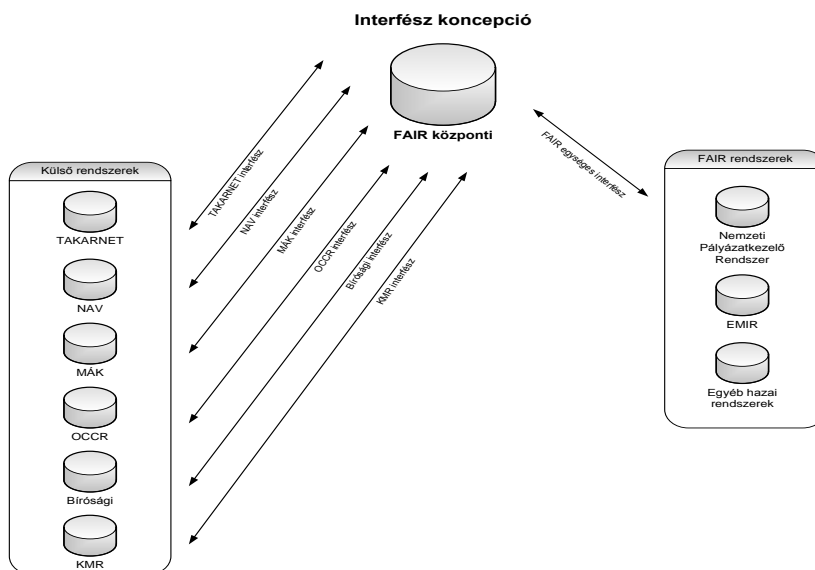 Interfész koncepció
FAIR központi
Külső rendszerek
TAKARNET
NAV
MÁK
OCCR
Bírósági
KMR
TAKARNET interfész
NAV interfész
MÁK interfész
OCCR interfész
Bírósági interfész
KMR interfész
FAIR egységes interfész
FAIR rendszerek
Nemzeti
Pályázatkezelő
Rendszer
EMIR
Egyéb hazai
rendszerek